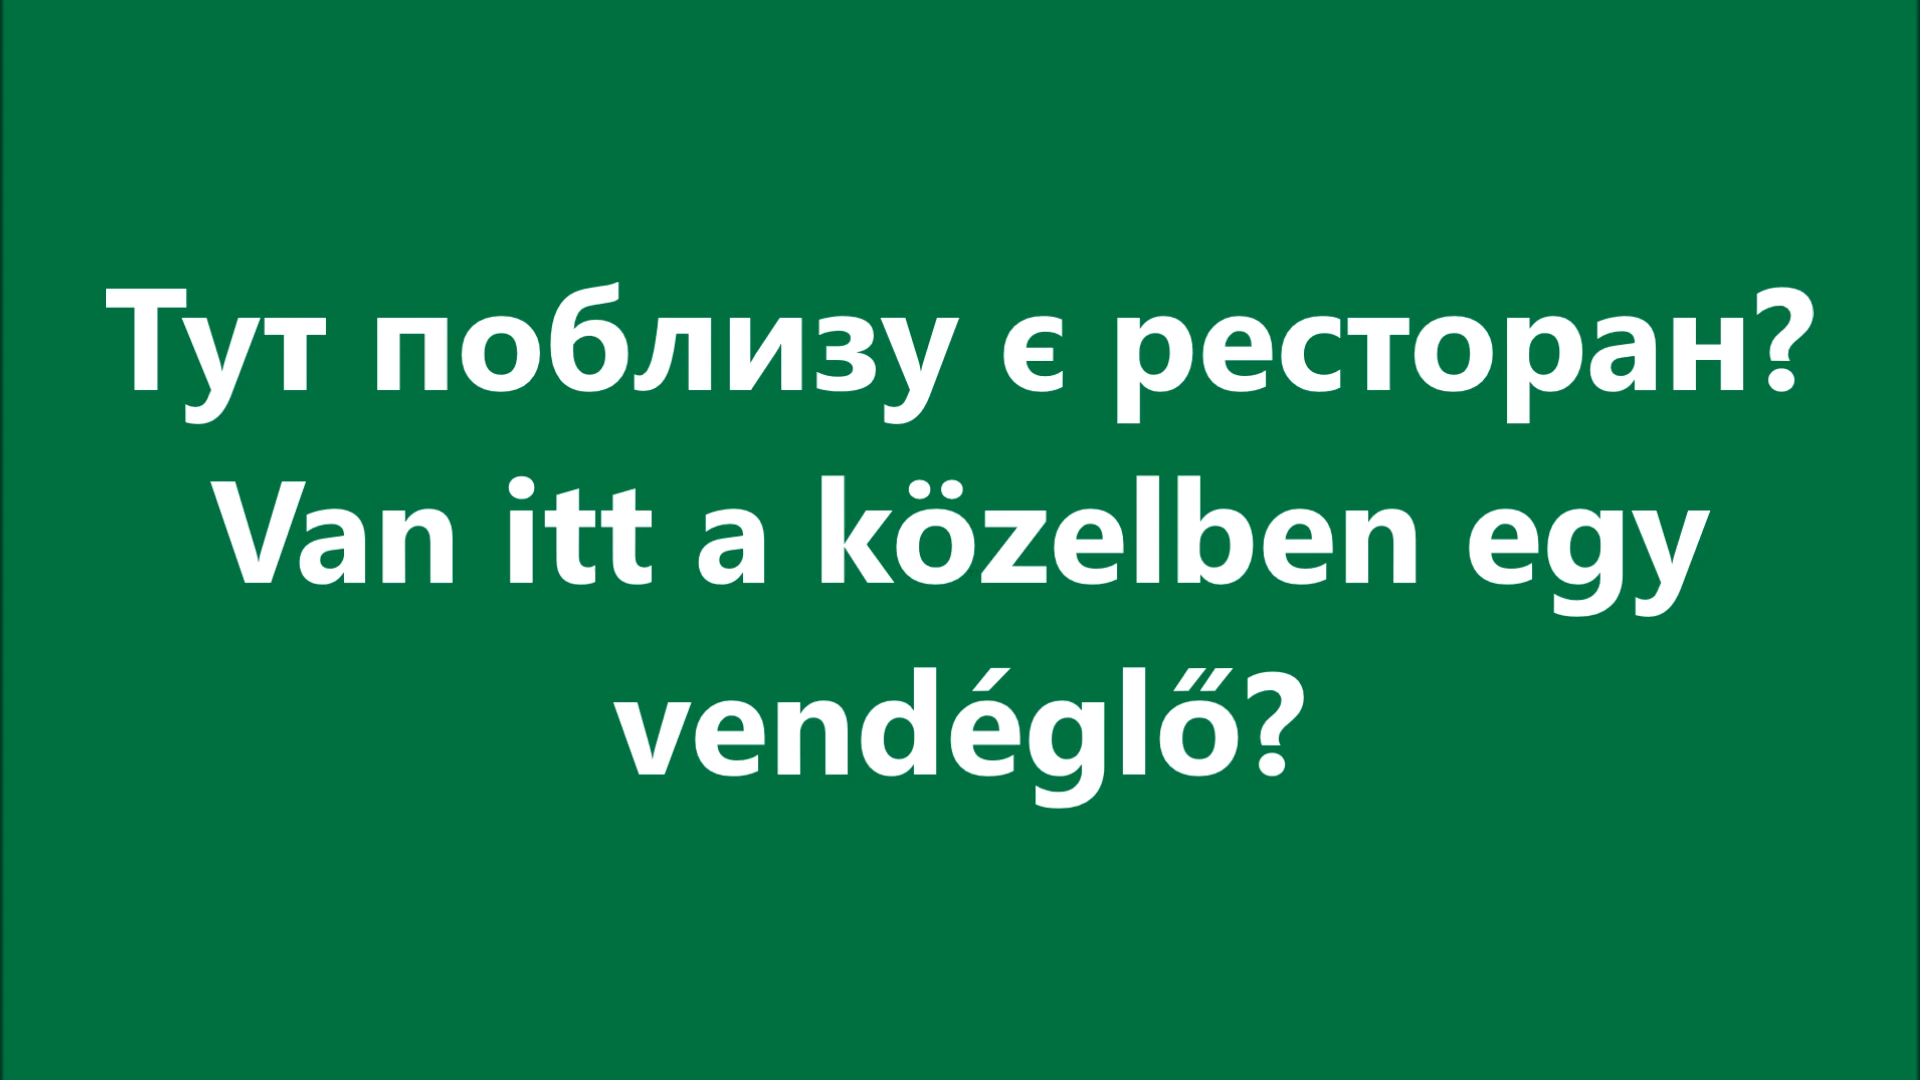 Тут поблизу є ресторан?
Van itt a közelben egy
vendéglő?